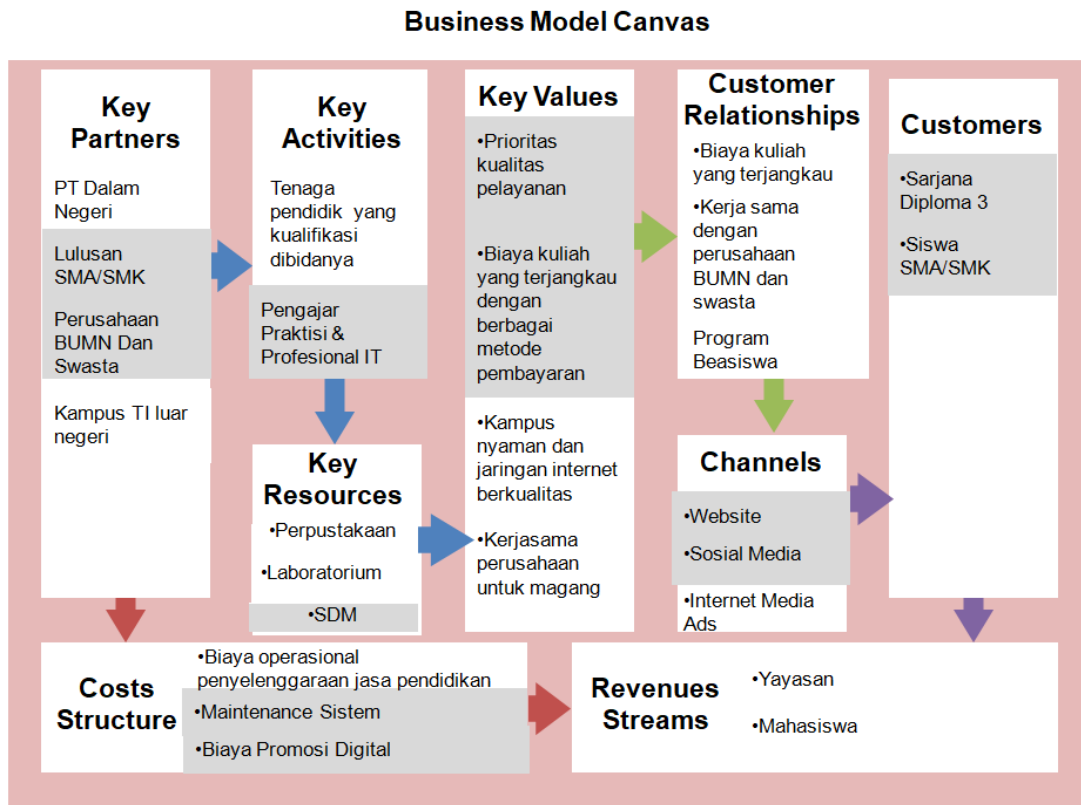 Business Model Canvas
Key
Partners
PT Dalam
Negeri
Lulusan
SMA/SMK
Perusahaan
BUMN Dan
Swasta
Kampus TI luar
negeri
Key
Activities
Tenaga
pendidik yang
kualifikasi
dibidanya
Pengajar
Praktisi &
Profesional IT
Key
Resources
•Perpustakaan
•Laboratorium
•SDM
Key Values
•Prioritas
kualitas
pelayanan
•Biaya kuliah
yang terjangkau
dengan
berbagai
metode
pembayaran
•Kampus
nyaman dan
jaringan internet
berkualitas
•Kerjasama
perusahaan
untuk magang
Customer
Relationships
•Biaya kuliah
yang terjangkau
•Kerja sama
dengan
perusahaan
BUMN dan
swasta
Program
Beasiswa
Channels
•Website
•Sosial Media
•Internet Media
Ads
Customers
•Sarjana
Diploma 3
•Siswa
SMA/SMK
Costs
Structure
•Biaya operasional
penyelenggaraan jasa pendidikan
•Maintenance Sistem
•Biaya Promosi Digital
Revenues
Streams
•Yayasan
•Mahasiswa